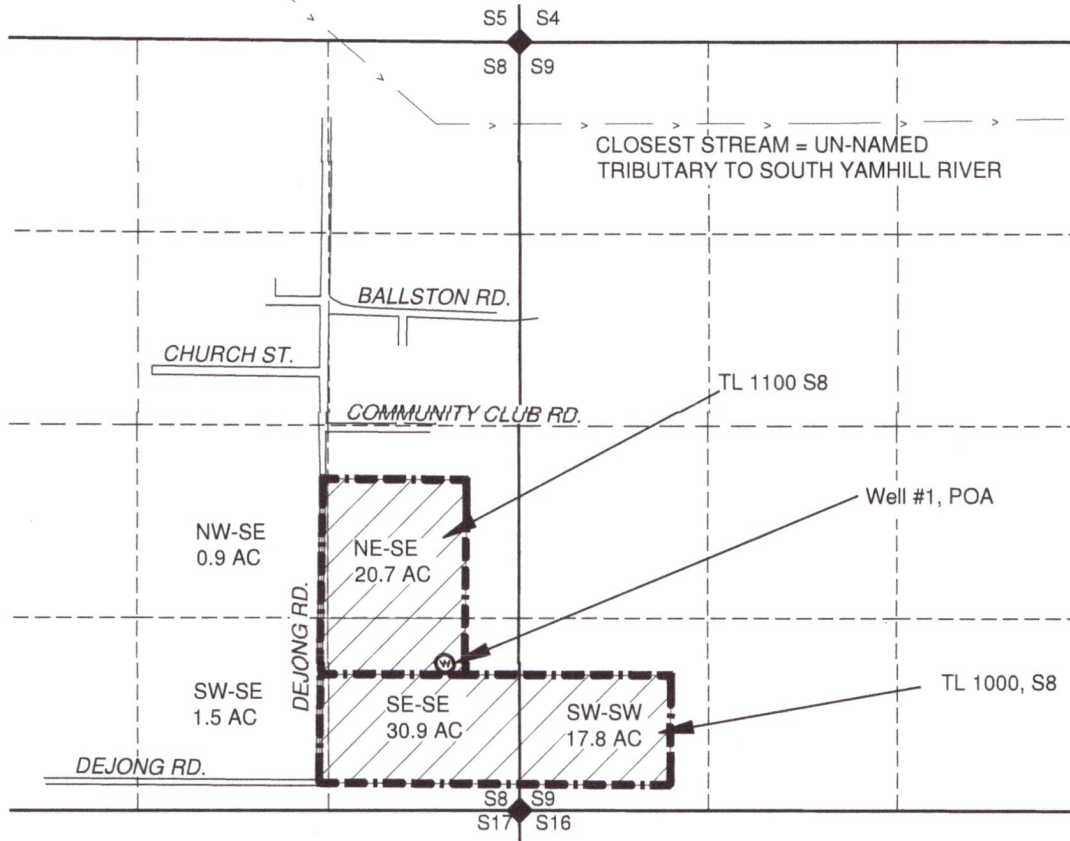 S5 S4
S8 S9
CLOSEST STREAM = UN-NAMED
TRIBUTARY TO SOUTH YAMHILL RIVER
BALLSTON RD.
CHURCH ST.
TL 1100 S8
COMMUNITY CLUB RD.
Well #1, POA
NW-SE
0.9 AC
NE-SE
20.7 AC
DEJONG RD.
W
SW-SE
1.5 AC
SE-SE
30.9 AC
SW-SW
17.8 AC
TL 1000, S8
DEJONG RD.
S8 S9
S17 S16